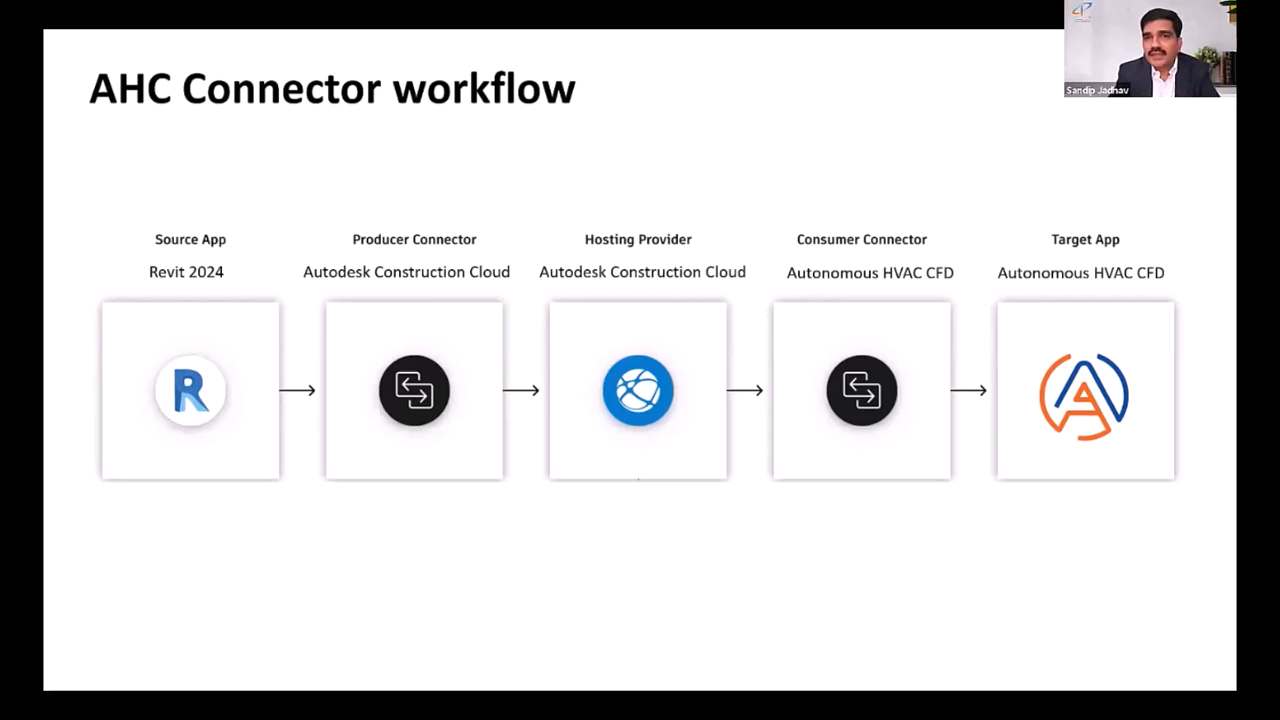 AHC Connector workflow
Sandip Jadhav
Source App
Producer Connector
Hosting Provider
Consumer Connector
Target App
Revit 2024
Autodesk Construction Cloud
Autodesk Construction Cloud
Autonomous HVAC CFD
Autonomous HVAC CFD
R